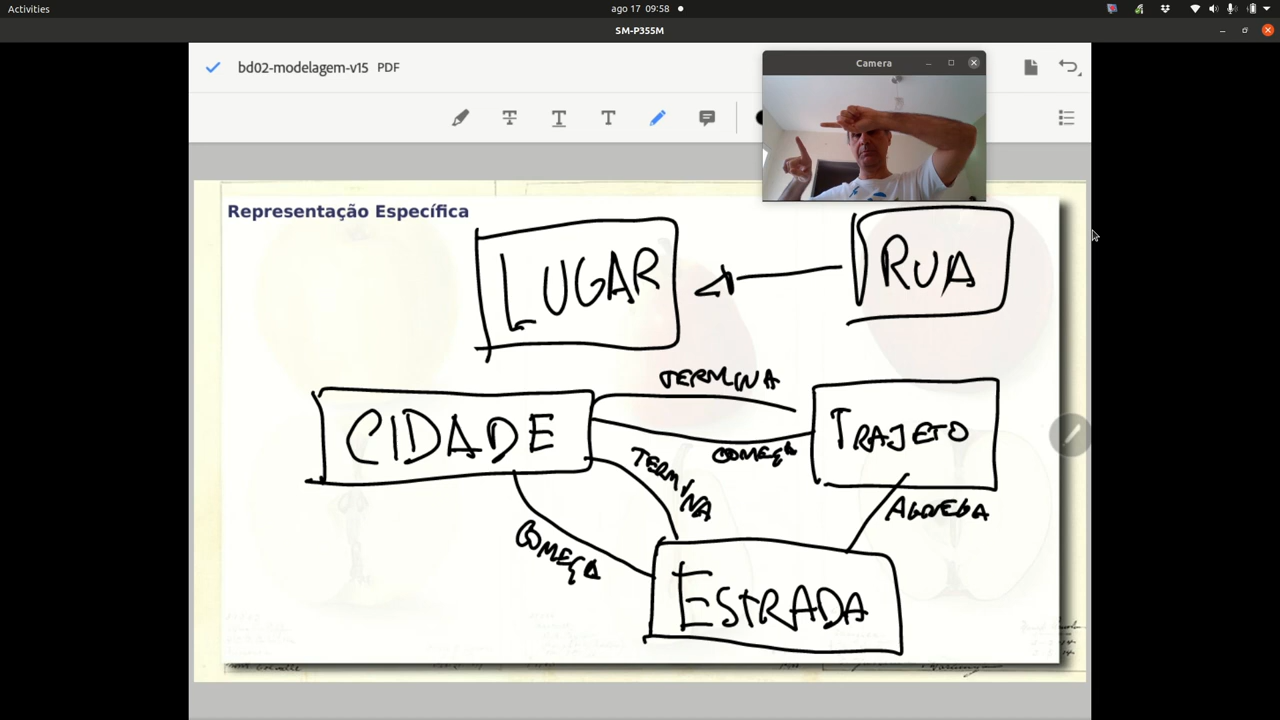 Activities
ago 17 09:58
SM-P355M
bd02-modelagem-v15 PDF
Camera
T
T
T
Representação Específica
LUGAR
RUA
TERMINA
CIDADE
TRAJETO
COMEÇA
TERMINA
AGREGA
COMEÇA
ESTRADA